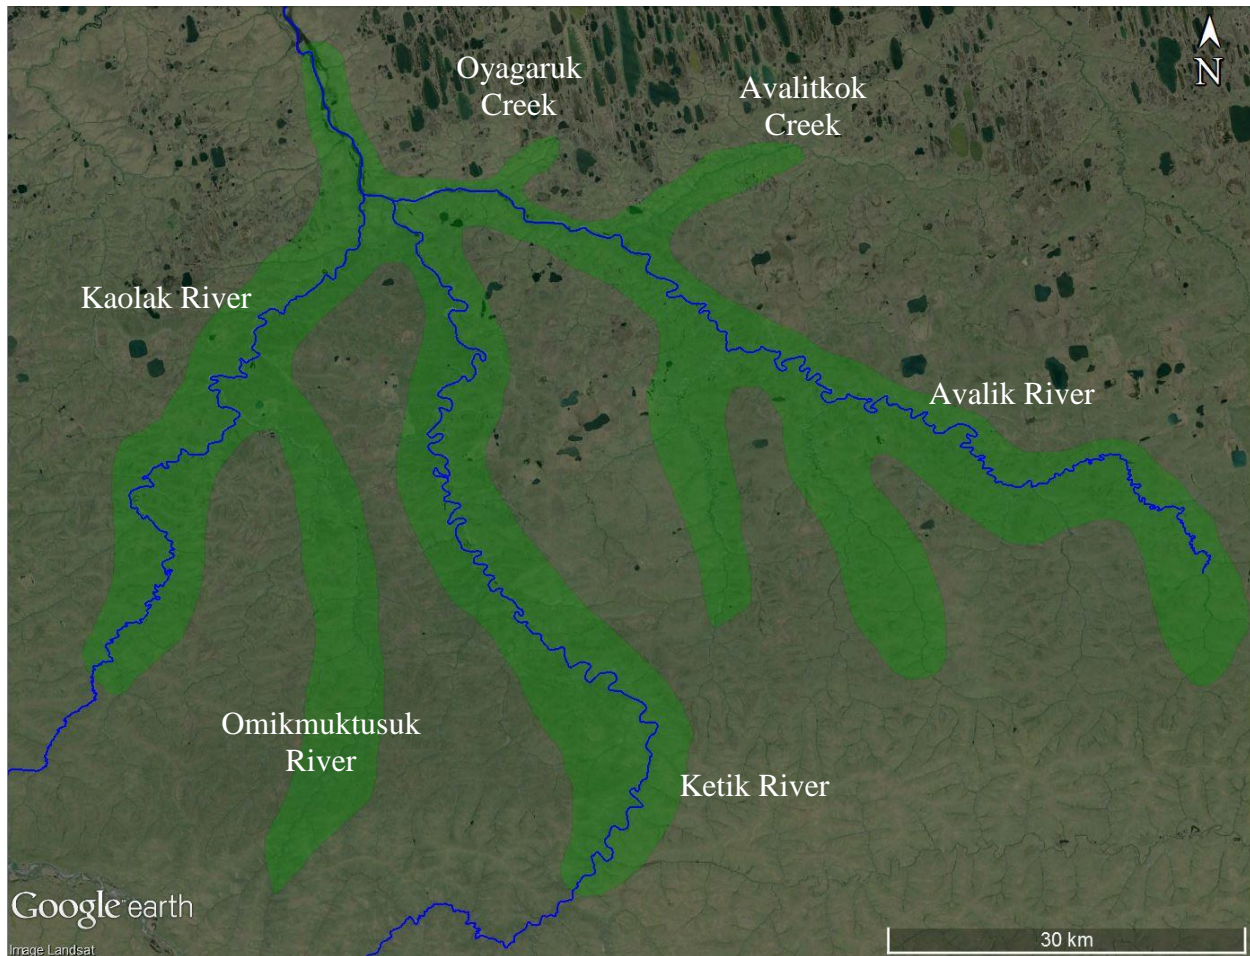 N
Oyagaruk
Creek
Avalitkok
Creek
Kaolak River
Avalik River
Omikmuktusuk
River
Ketik River
Google earth
Image Landsat
30 km